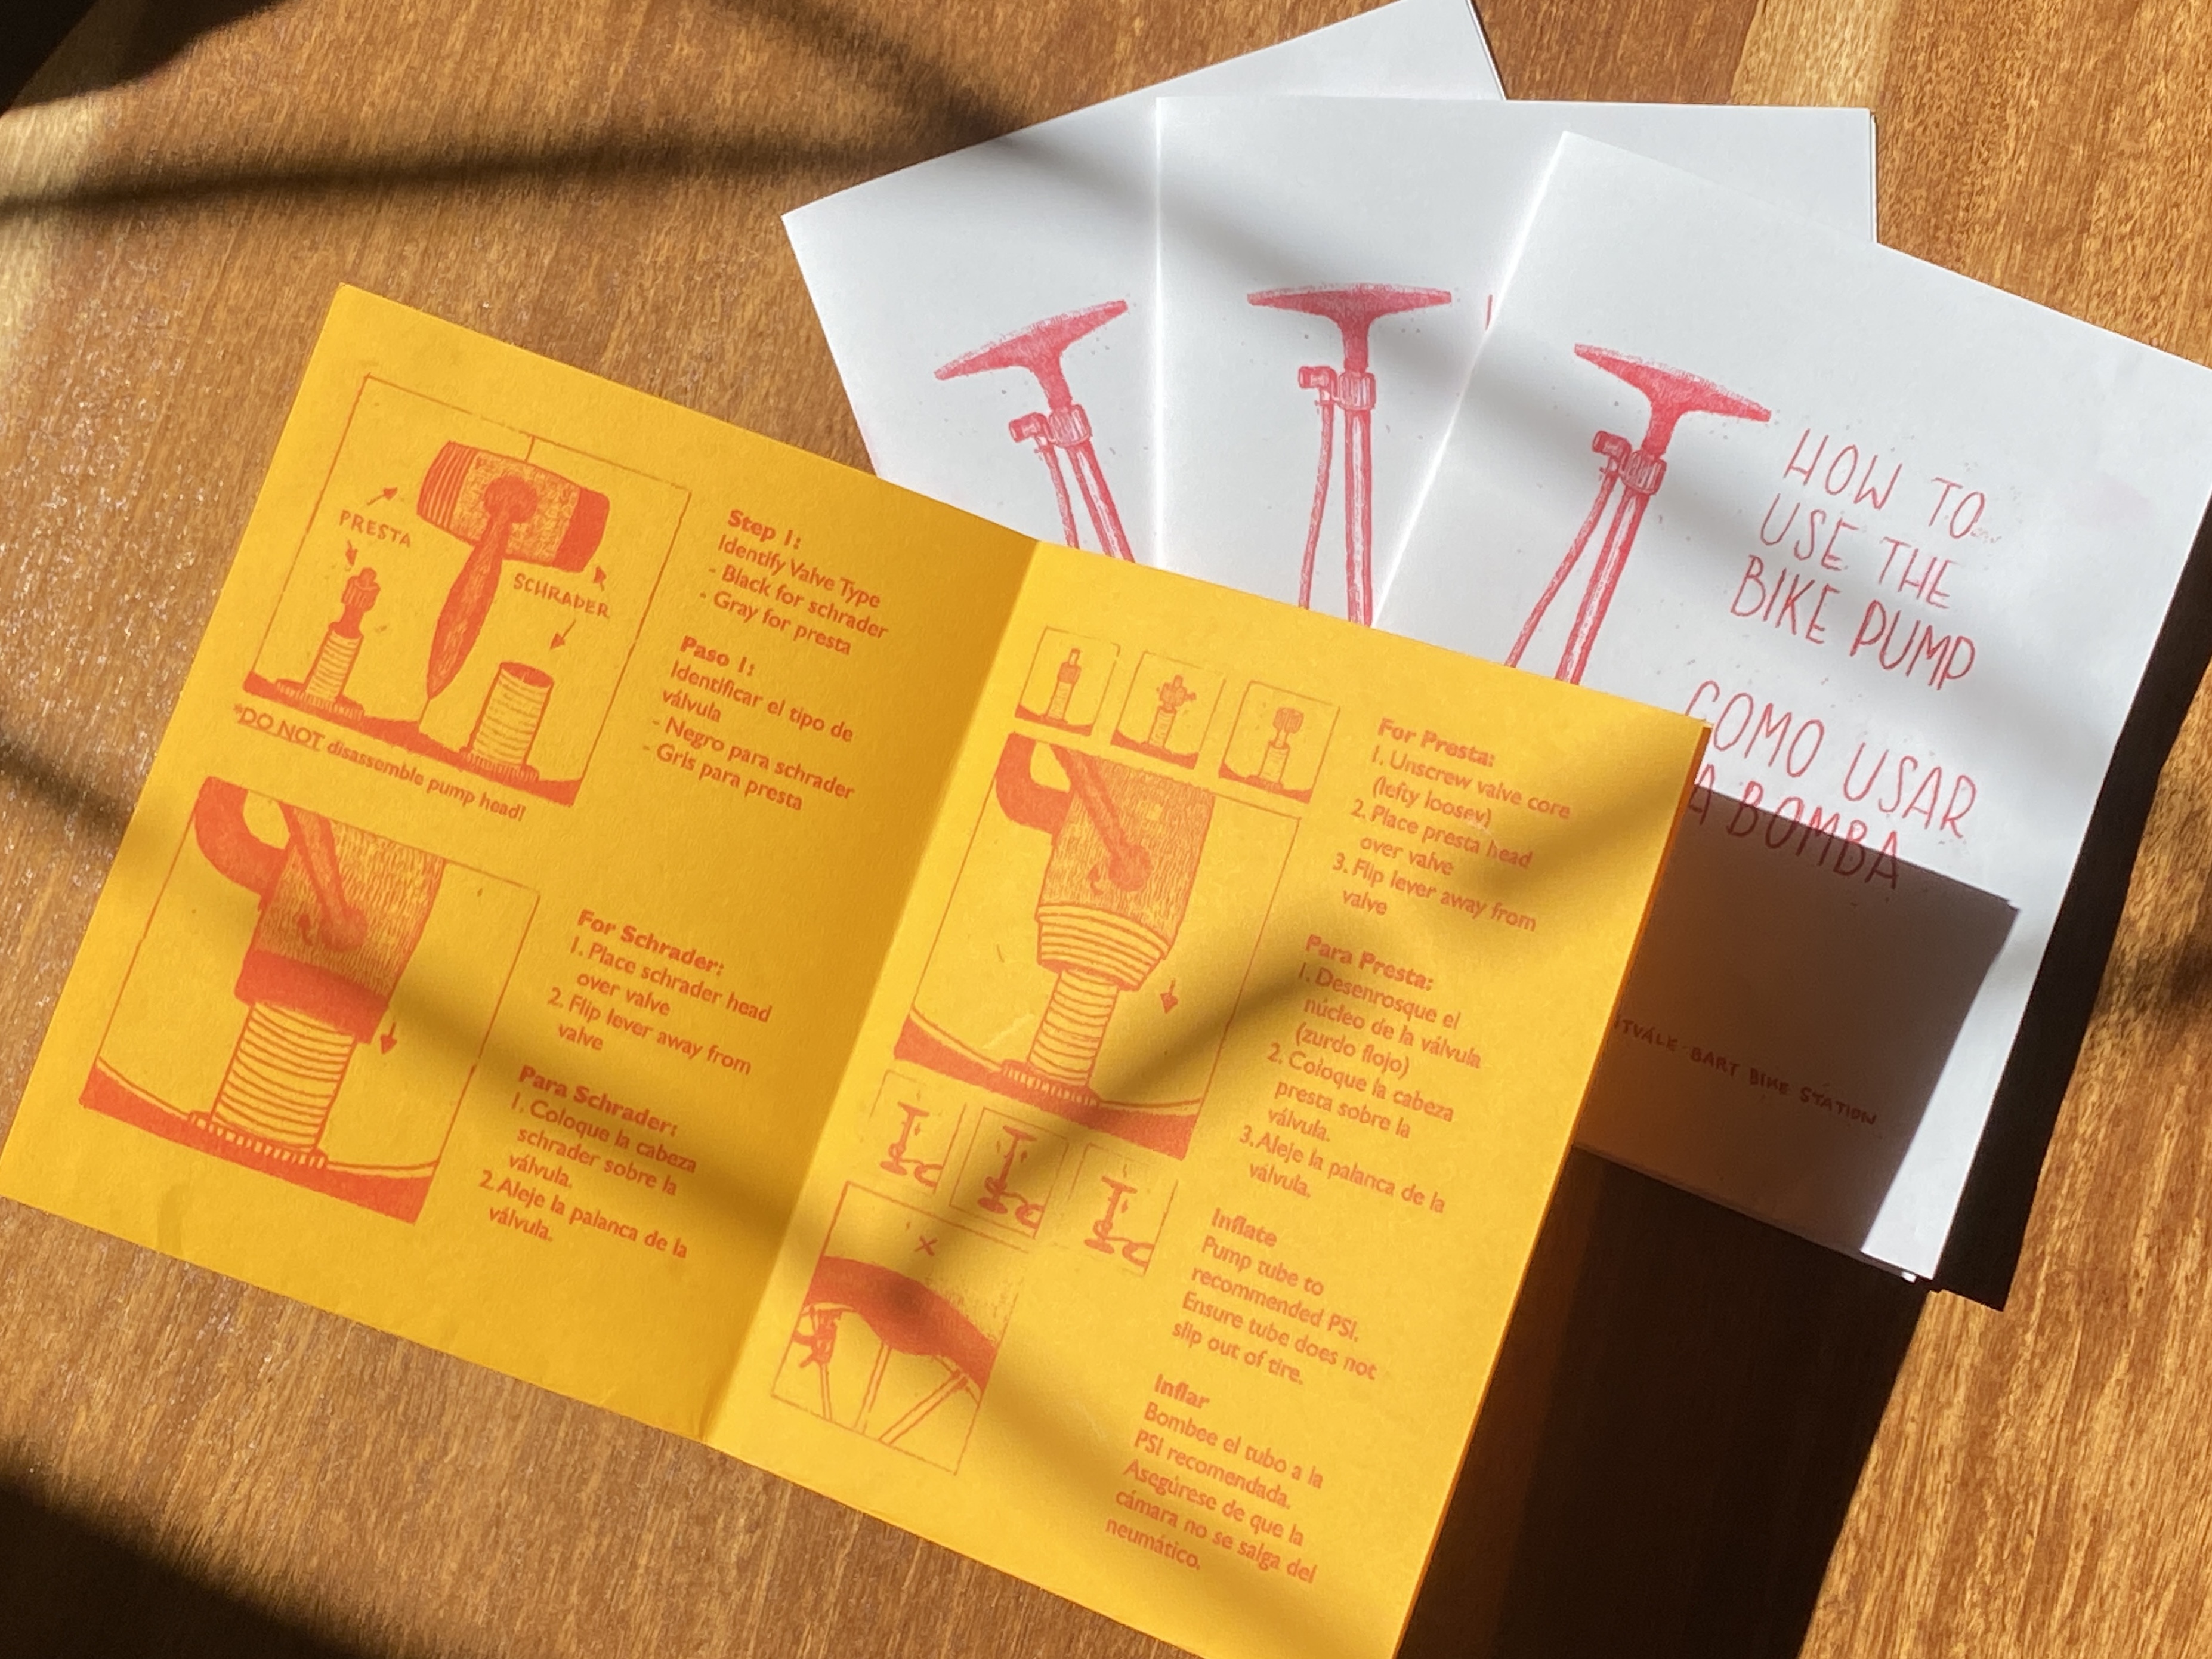 PRESTA
SCHRADER
*DO NOT disassemble pump head!
Step 1:
Identify Valve Type
- Black for schrader
- Gray for presta
Paso 1:
Identificar el tipo de
válvula
- Negro para schrader
- Gris para presta
For Schrader:
1. Place schrader head
over valve
2. Flip lever away from
valve
Para Schrader:
1. Coloque la cabeza
schrader sobre la
válvula.
2. Aleje la palanca de la
válvula.
For Presta:
1. Unscrew valve core
(lefty loosey)
2. Place presta head
over valve
3. Flip lever away from
valve
Para Presta:
1. Desenrosque el
núcleo de la válvula
(zurdo flojo)
2. Coloque la cabeza
presta sobre la
válvula.
3. Aleje la palanca de la
válvula.
Inflate
Pump tube to
recommended PSI.
Ensure tube does not
slip out of tire.
Inflar
Bombee el tubo a la
PSI recomendada.
Asegúrese de que la
cámara no se salga del
neumático.
HOW TO
USE THE
BIKE PUMP
COMO USAR
A BOMBA
BART BIKE STATION